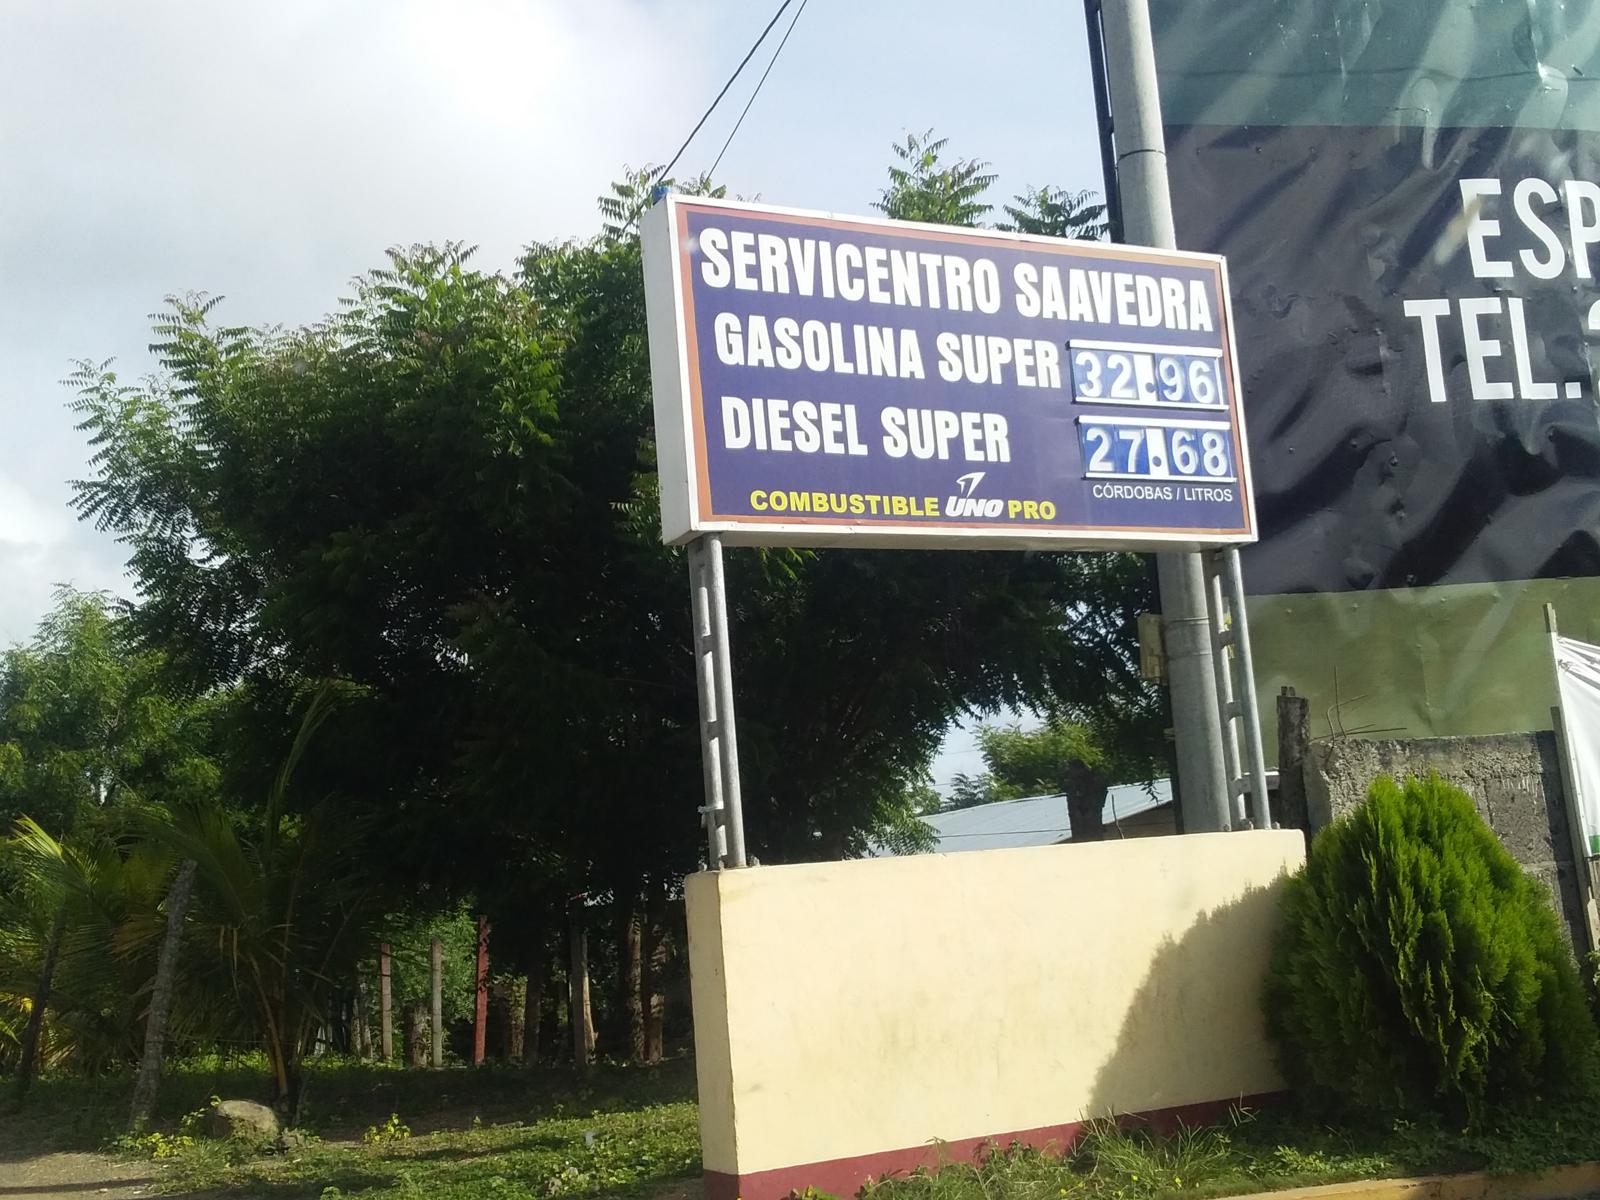 SERVICENTRO SAAVEDRA
GASOLINA SUPER 32.96
DIESEL SUPER 27.68
CÓRDOBAS / LITROS
COMBUSTIBLE UNO PRO
ESP
TEL.